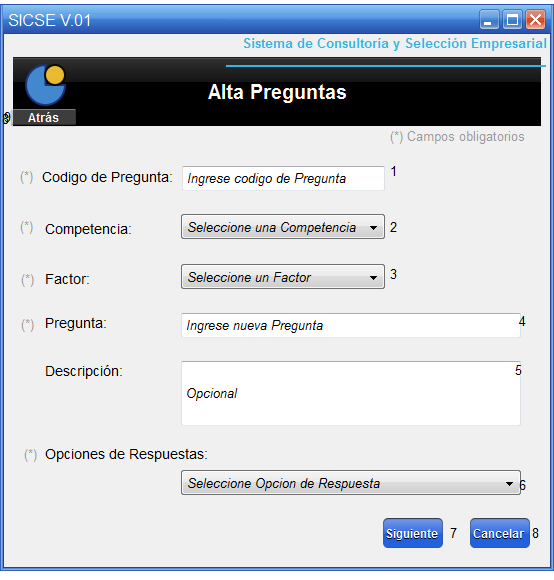 SICSE V.01
Sistema de Consultoría y Selección Empresarial
Alta Preguntas
Atrás
(*) Campos obligatorios
(*) Codigo de Pregunta: Ingrese codigo de Pregunta 1
(*) Competencia: Seleccione una Competencia 2
(*) Factor: Seleccione un Factor 3
(*) Pregunta: Ingrese nueva Pregunta 4
Descripción: 5
Opcional
(*) Opciones de Respuestas:
Seleccione Opcion de Respuesta 6
Siguiente 7 Cancelar 8